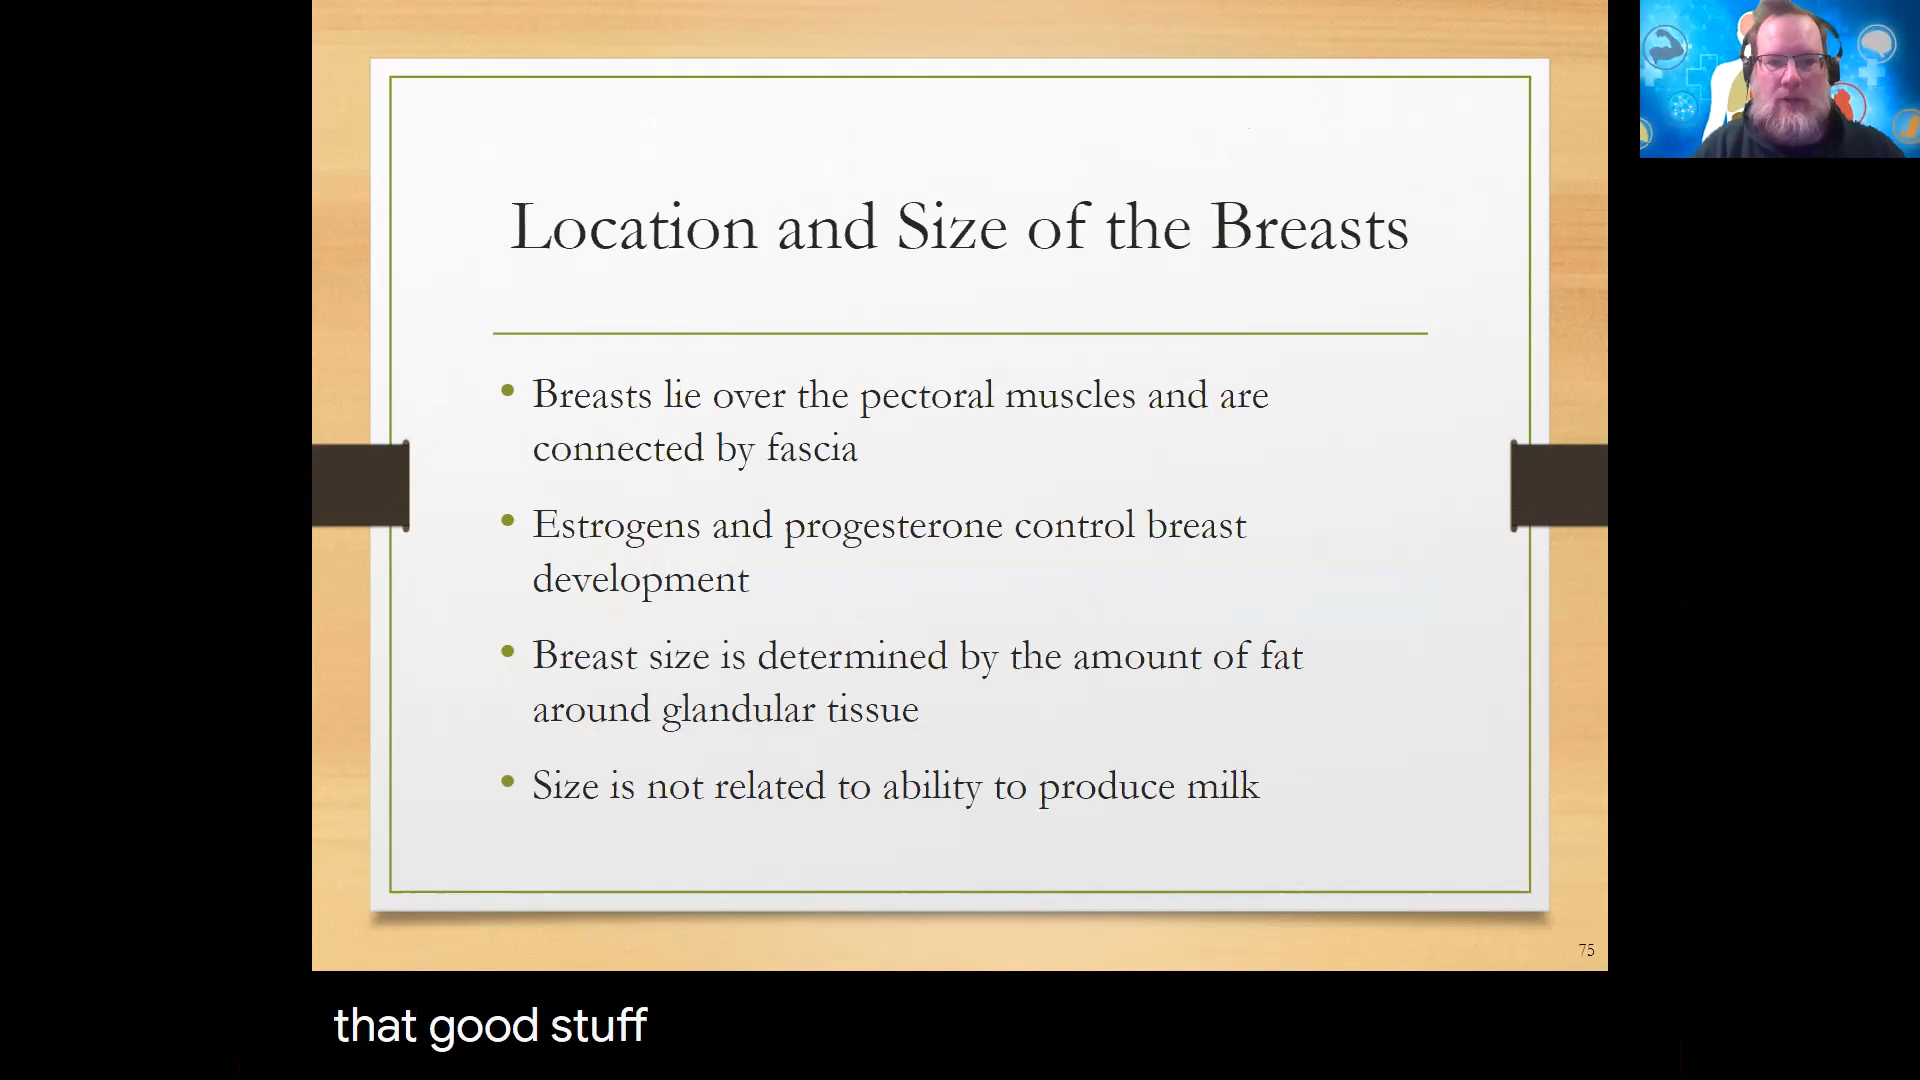 Location and Size of the Breasts
• Breasts lie over the pectoral muscles and are
connected by fascia
• Estrogens and progesterone control breast
development
• Breast size is determined by the amount of fat
around glandular tissue
• Size is not related to ability to produce milk
75
that good stuff